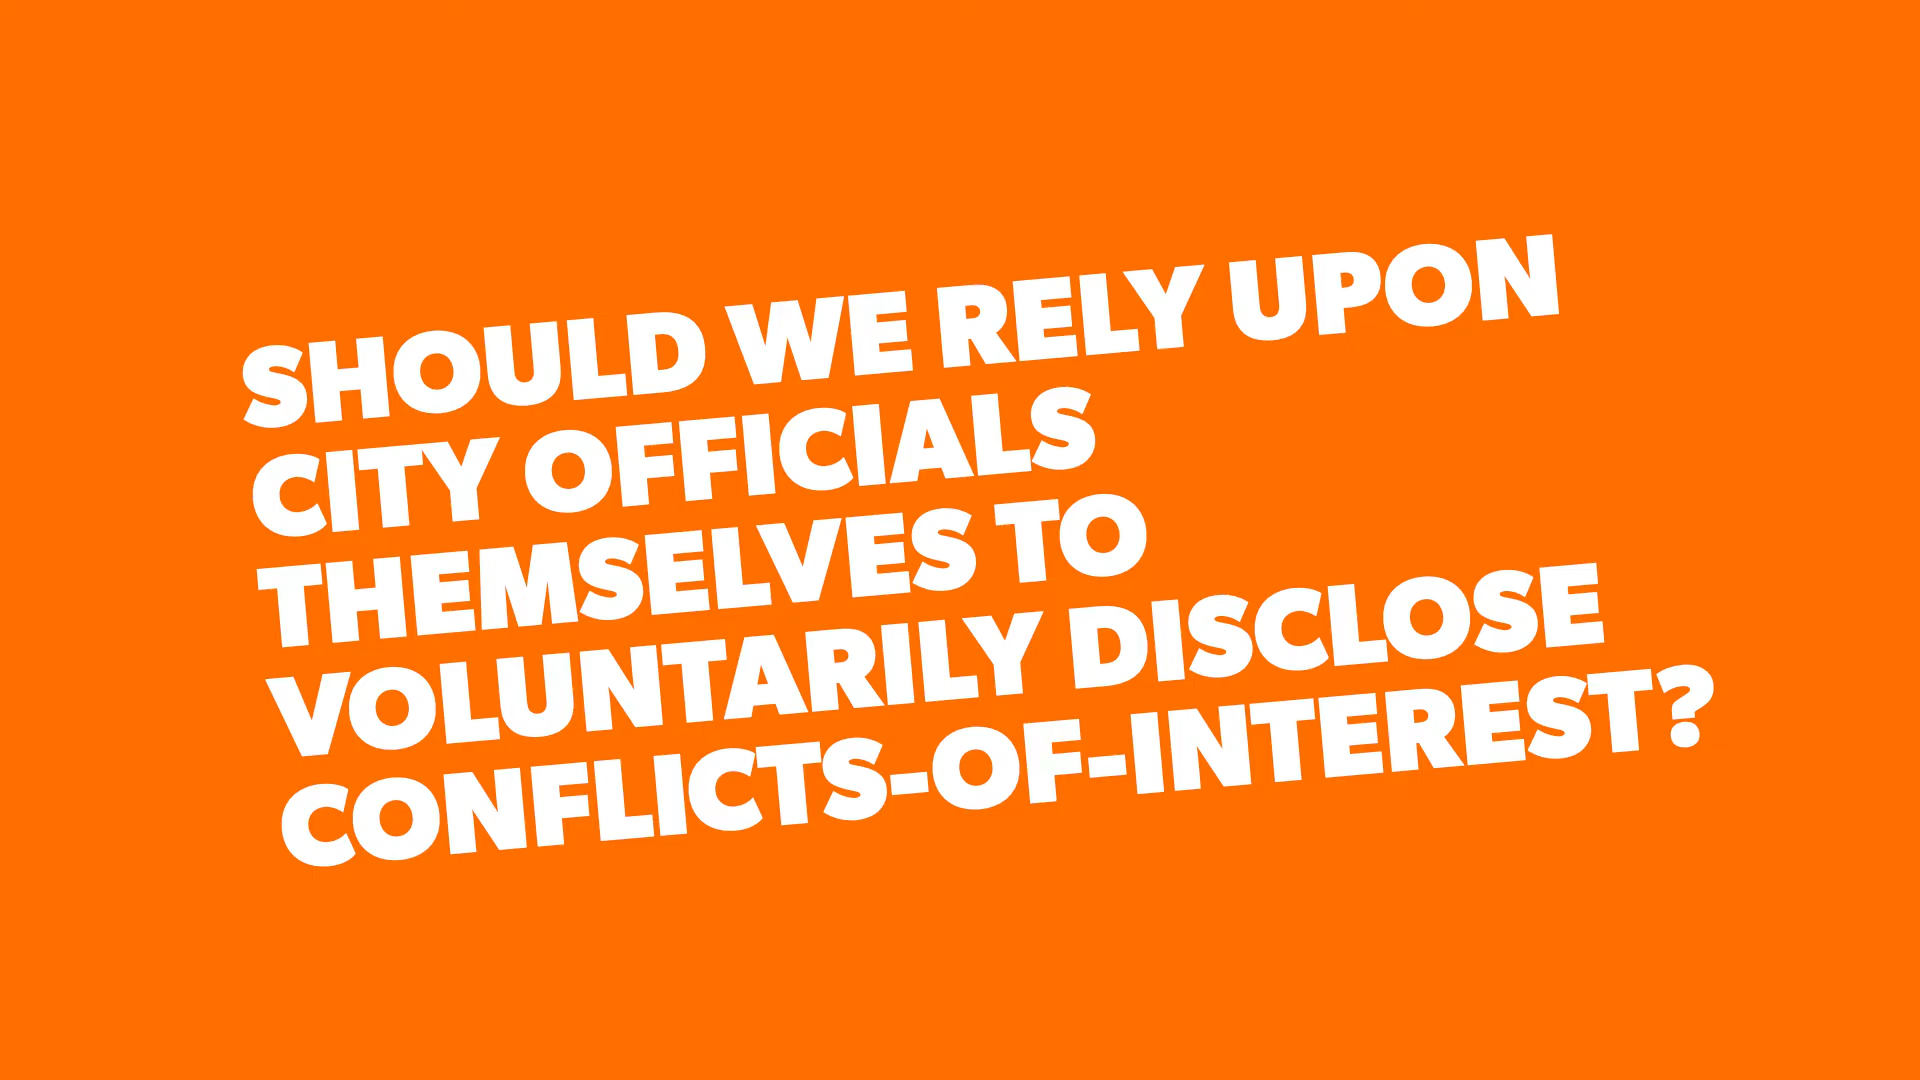 SHOULD WE RELY UPON
CITY OFFICIALS
THEMSELVES TO
VOLUNTARILY DISCLOSE
CONFLICTS-OF-INTEREST?